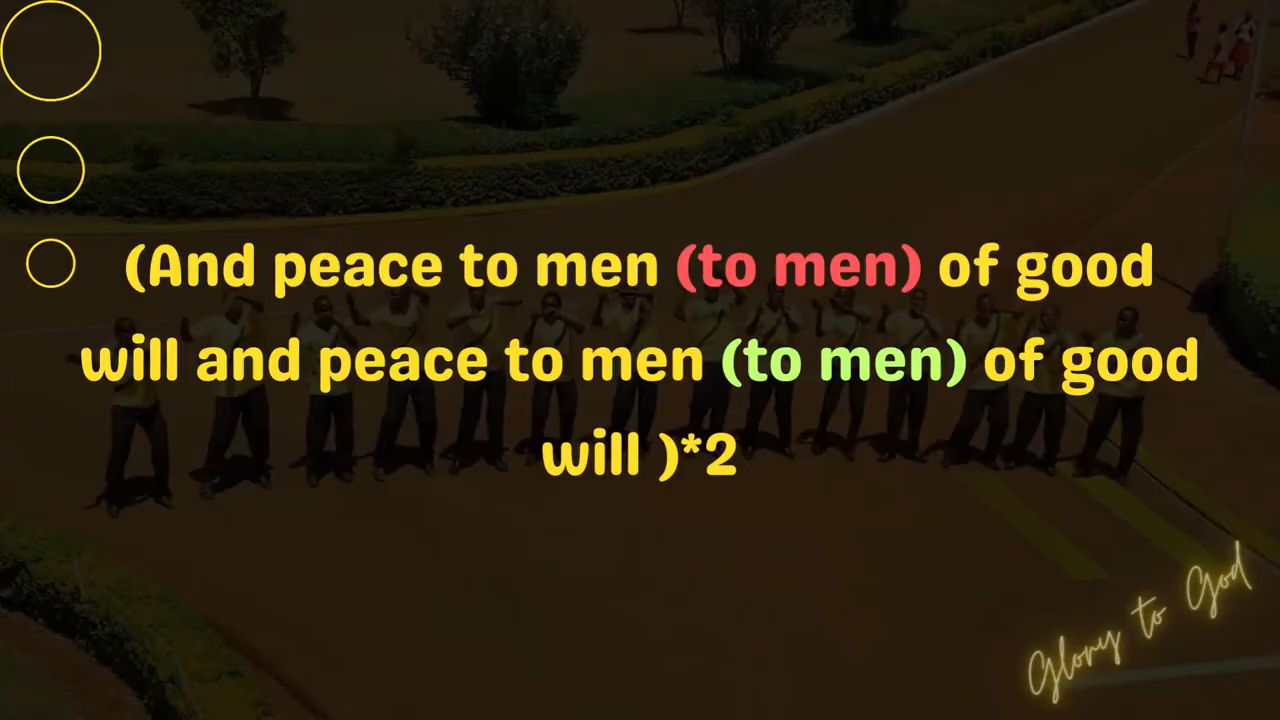 (And peace to men (to men) of good
will and peace to men (to men) of good
will )*2
Glory to God